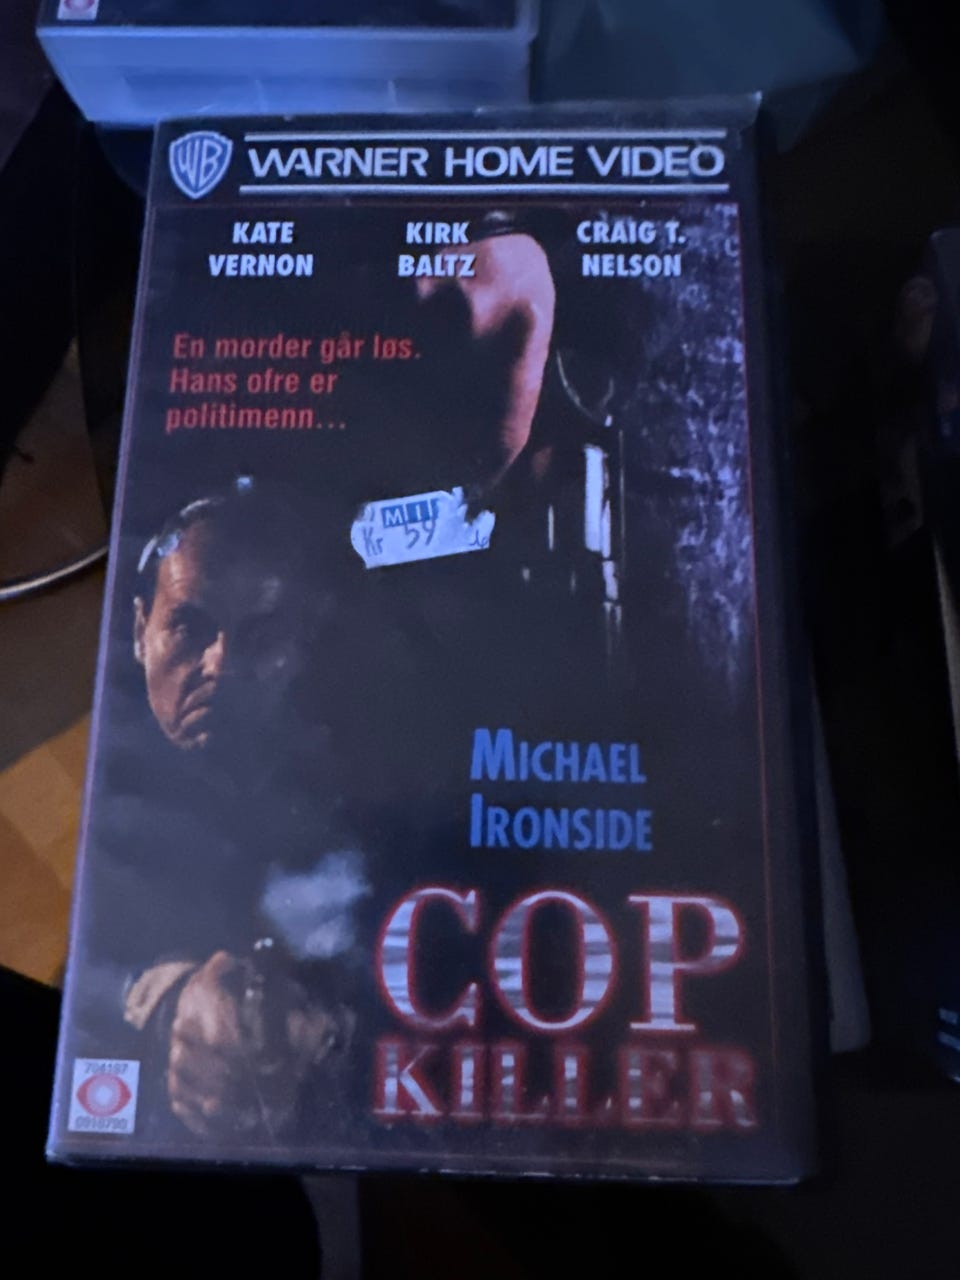 WB WARNER HOME VIDEO
KATE VERNON
KIRK BALTZ
CRAIG T. NELSON
En morder går løs.
Hans ofre er
politimenn...
Kr 59
MICHAEL
IRONSIDE
COP
KILLER
704187